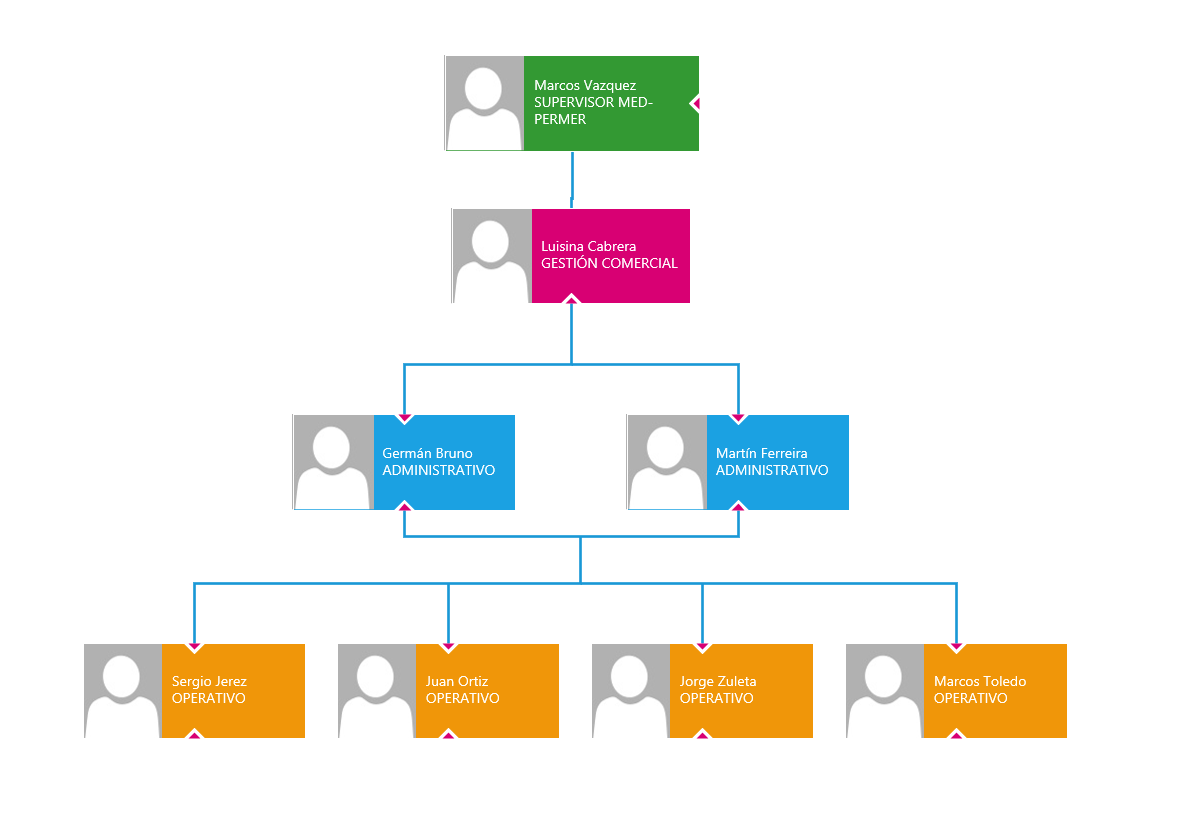 Marcos Vazquez
SUPERVISOR MED-
PERMER
Luisina Cabrera
GESTIÓN COMERCIAL
Germán Bruno
ADMINISTRATIVO
Martín Ferreira
ADMINISTRATIVO
Sergio Jerez
OPERATIVO
Juan Ortiz
OPERATIVO
Jorge Zuleta
OPERATIVO
Marcos Toledo
OPERATIVO